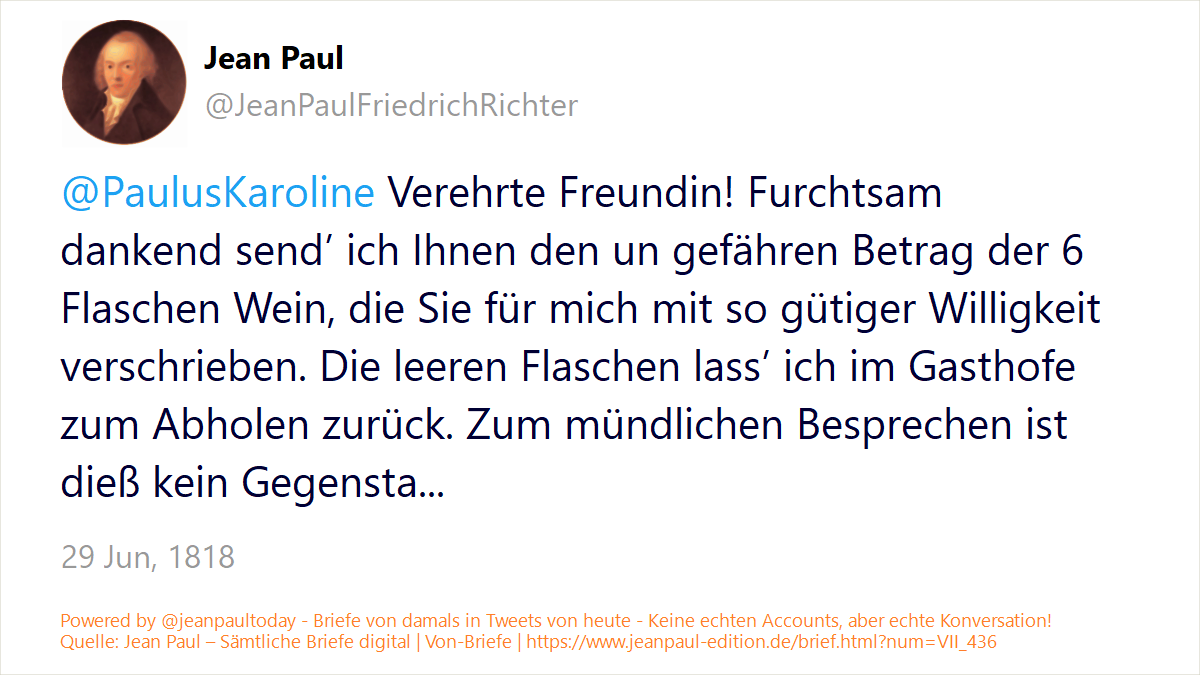 Jean Paul
@JeanPaulFriedrichRichter
@PaulusKaroline Verehrte Freundin! Furchtsam
dankend send’ ich Ihnen den un gefähren Betrag der 6
Flaschen Wein, die Sie für mich mit so gütiger Willigkeit
verschrieben. Die leeren Flaschen lass’ ich im Gasthofe
zum Abholen zurück. Zum mündlichen Besprechen ist
dieß kein Gegensta...
29 Jun, 1818
Powered by @jeanpaultoday - Briefe von damals in Tweets von heute - Keine echten Accounts, aber echte Konversation!
Quelle: Jean Paul – Sämtliche Briefe digital | Von-Briefe | https://www.jeanpaul-edition.de/brief.html?num=VII_436